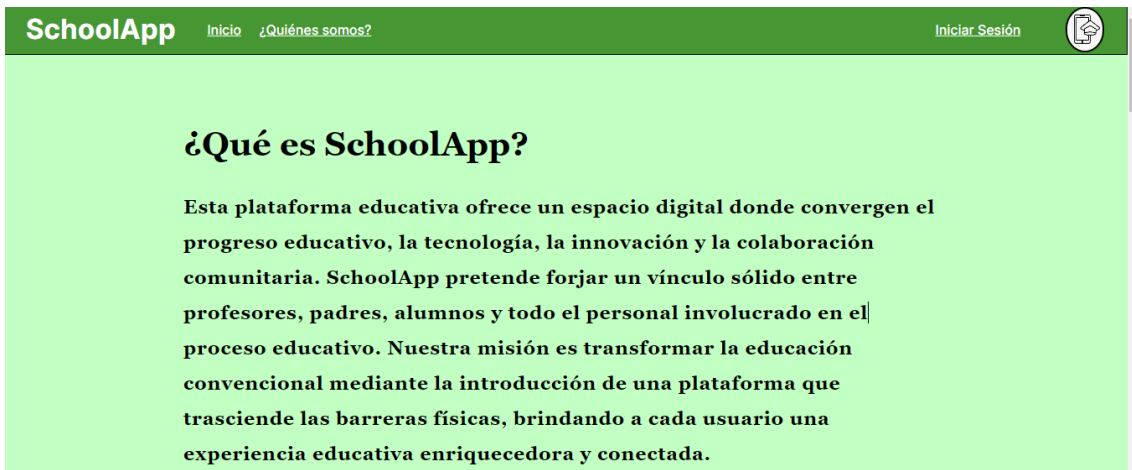 SchoolApp Inicio ¿Quiénes somos? Iniciar Sesión
¿Qué es SchoolApp?
Esta plataforma educativa ofrece un espacio digital donde convergen el
progreso educativo, la tecnología, la innovación y la colaboración
comunitaria. SchoolApp pretende forjar un vínculo sólido entre
profesores, padres, alumnos y todo el personal involucrado en el
proceso educativo. Nuestra misión es transformar la educación
convencional mediante la introducción de una plataforma que
trasciende las barreras físicas, brindando a cada usuario una
experiencia educativa enriquecedora y conectada.